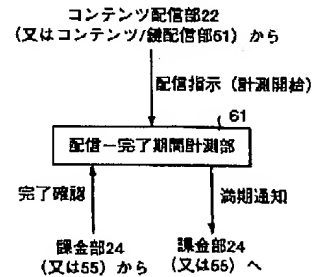 コンテンツ配信部22
(又はコンテンツ/鍵配信部51) から
配信指示 (計測開始)
61
配信ー完了期間計測部
完了確認
満期通知
課金部24
(又は55) から
課金部24
(又は55) へ